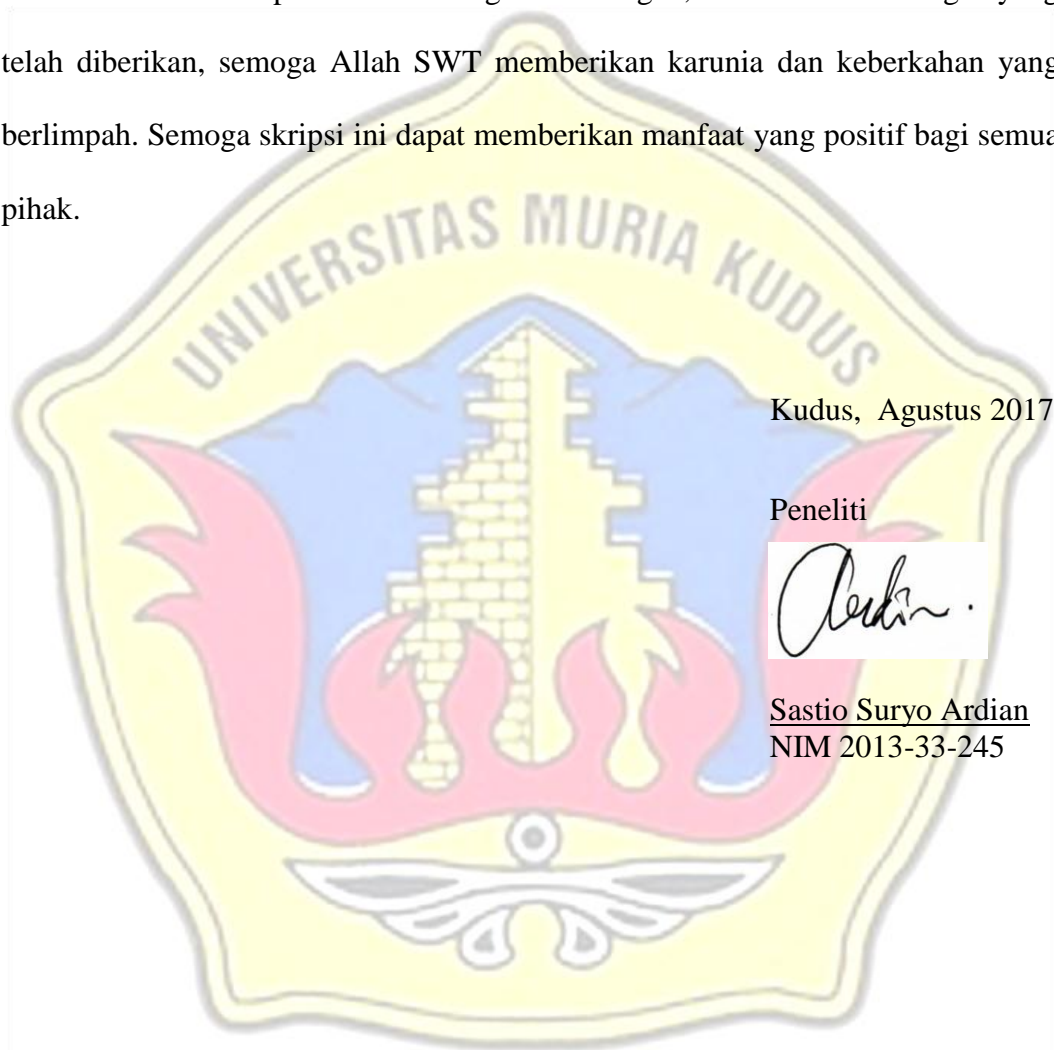 telah diberikan, semoga Allah SWT memberikan karunia dan keberkahan yang
berlimpah. Semoga skripsi ini dapat memberikan manfaat yang positif bagi semua
pihak.
UNIVERSITAS MURIA KUDUS
Kudus, Agustus 2017
Peneliti
Ardian.
Sastio Suryo Ardian
NIM 2013-33-245